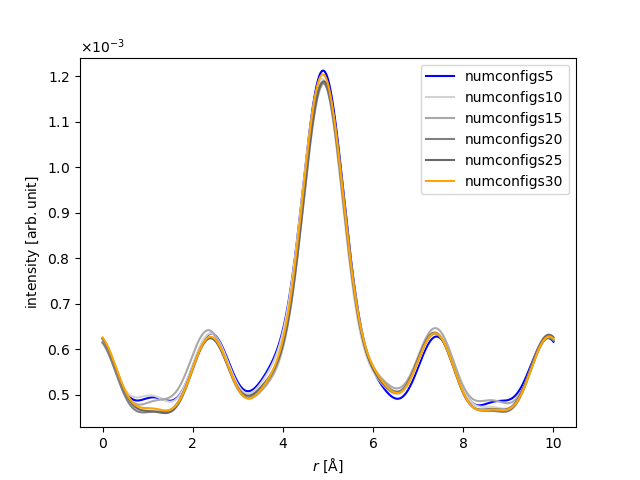 ×10⁻³
1.2
1.1
1.0
0.9
0.8
0.7
0.6
0.5
intensity [arb. unit]
numconfigs5
numconfigs10
numconfigs15
numconfigs20
numconfigs25
numconfigs30
0 2 4 6 8 10
r [Å]